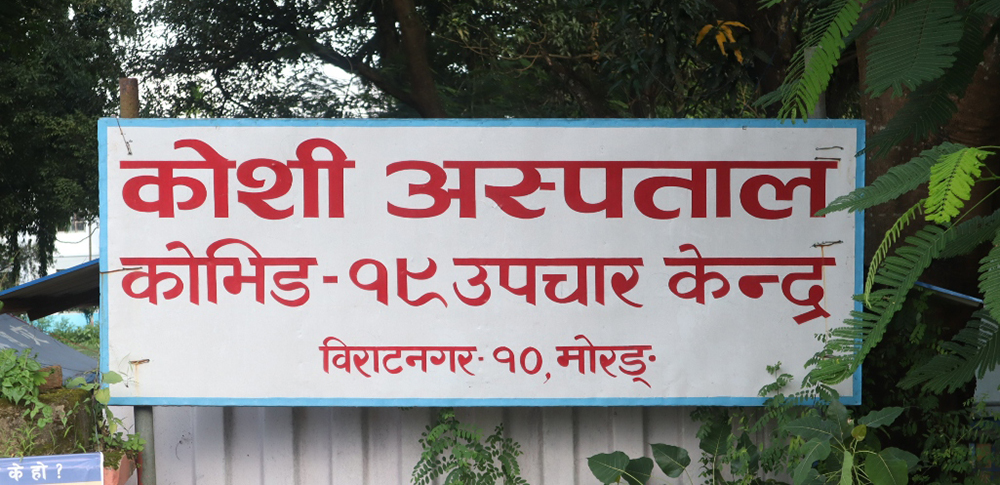 कोशी अस्पताल
कोभिड - १९ उपचार केन्द्र
विराटनगर - १०, मोरङ्ग
के हो ?